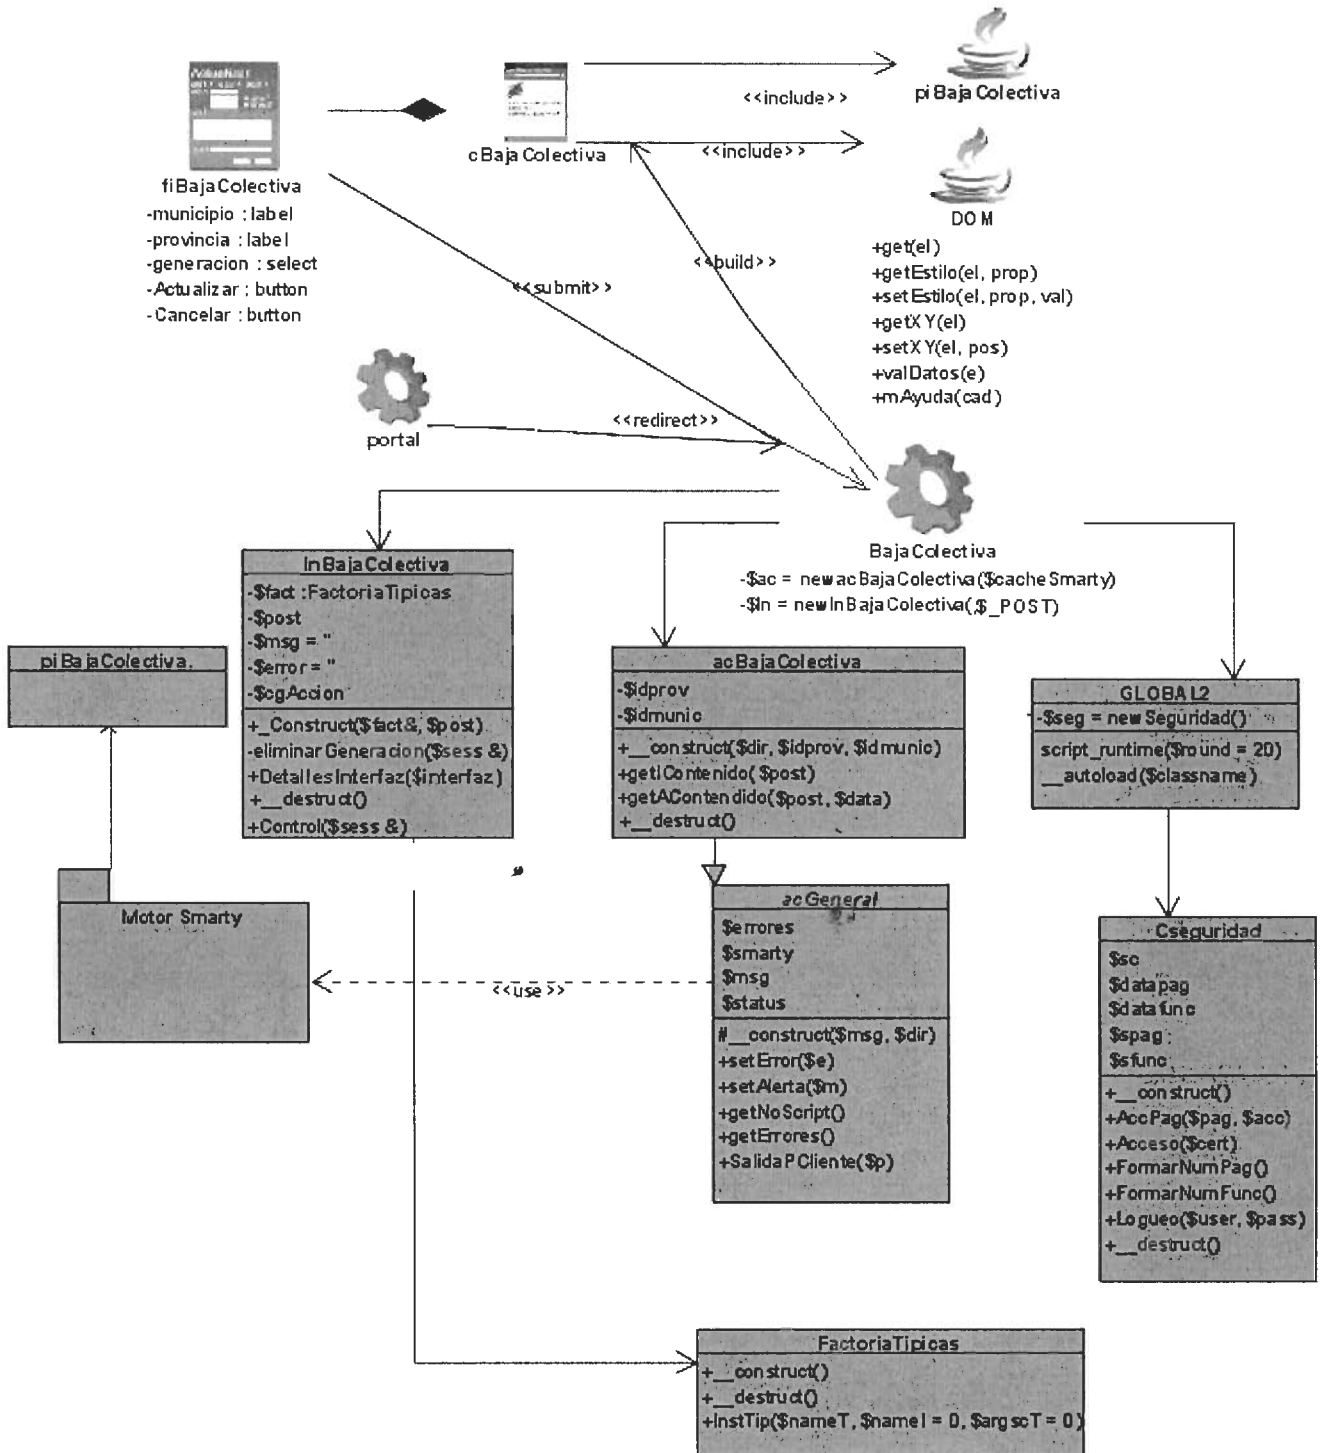 piBajaColectiva
<<include>>
cBajaColectiva
<<include>>
fiBajaColectiva
-municipio : label
-provincia : label
-generacion : select
-Actualizar : button
-Cancelar : button
DOM
+get(el)
+getEstilo(el, prop)
+setEstilo(el, prop, val)
+getXY(el)
+setXY(el, pos)
+valDatos(e)
+mAyuda(cad)
<<build>>
<<submit>>
<<redirect>>
portal
BajaColectiva
-$ac = new acBajaColectiva($cacheSmarty)
-$In = new InBajaColectiva($_POST)
InBajaColectiva
-$fact :FactoriaTipicas
-$post
-$msg = ''
-$error = ''
-$cgAccion
+_Construct($fact&, $post)
-eliminarGeneracion($sess &)
+DetallesInterfaz($interfaz)
+__destruct()
+Control($sess &)
piBajaColectiva.
acBajaColectiva
-$idprov
-$idmunic
+__construct($dir, $idprov, $idmunic)
+getIContenido($post)
+getAContendido($post, $data)
+__destruct()
GLOBAL2
-$seg = new Seguridad()
script_runtime($round = 20)
__autoload($classname)
Motor Smarty
<<use>>
acGeneral
$errores
$smarty
$msg
$status
#__construct($msg, $dir)
+setError($e)
+setAlerta($m)
+getNoScript()
+getErrores()
+SalidaPCliente($p)
Cseguridad
$sc
$datapag
$datafunc
$spag
$sfunc
+__construct()
+AccPag($pag, $acc)
+Acceso($cert)
+FormarNumPag()
+FormarNumFunc()
+Logueo($user, $pass)
+__destruct()
FactoriaTipicas
+__construct()
+__destruct()
+InstTip($nameT, $nameI = 0, $argscT = 0)